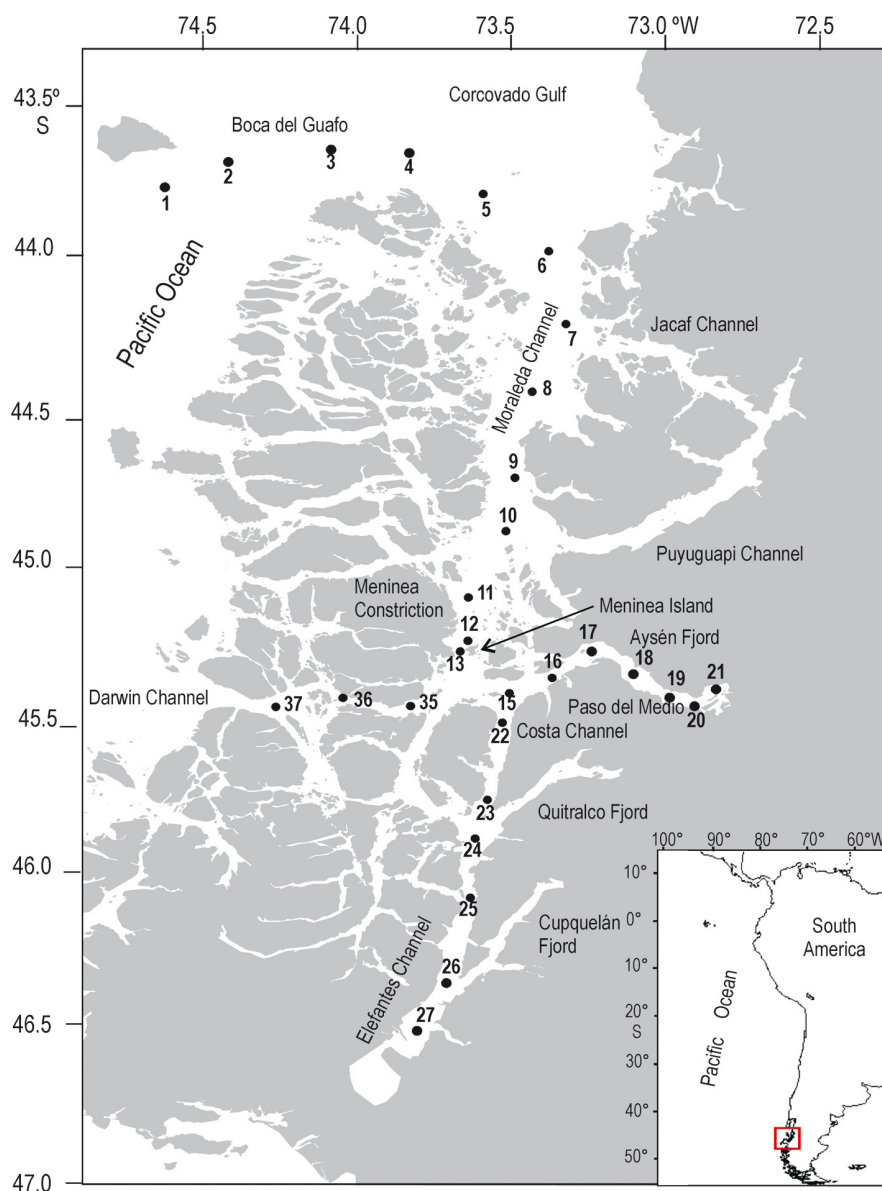 74.5 74.0 73.5 73.0 ºW 72.5
43.5º
S
44.0
44.5
45.0
45.5
46.0
46.5
47.0
Corcovado Gulf
Boca del Guafo
1
2
3
4
5
6
7
8
9
10
11
12
13
Pacific Ocean
Moraleda Channel
Jacaf Channel
Puyuguapi Channel
Meninea
Constriction
Meninea Island
Aysén Fjord
15
16
17
18
19
20
21
Paso del Medio
Darwin Channel
37
36
35
22
Costa Channel
23
Quitralco Fjord
24
25
Cupquelán
Fjord
Elefantes Channel
26
27
100° 90° 80° 70° 60°W
10°
0°
10°
20°
S
30°
40°
50°
South
America
Pacific Ocean